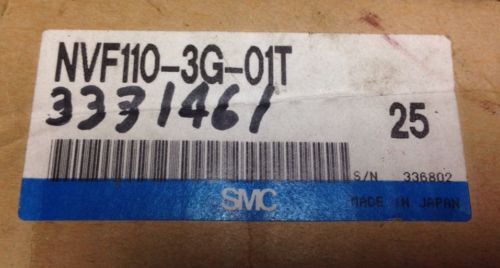 NVF110-3G-01T
3331461
25
S/N 336802
SMC
MADE IN JAPAN